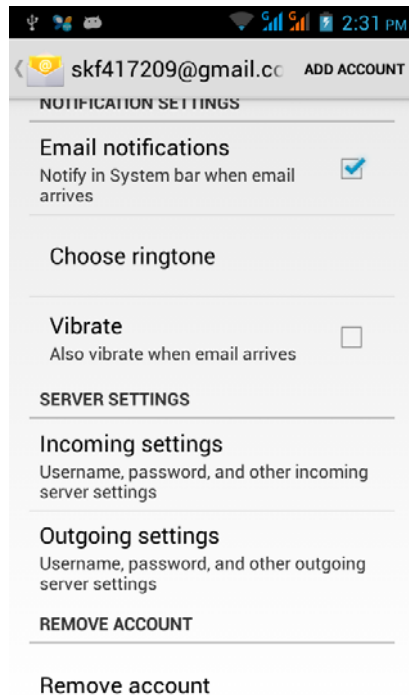 2:31 PM
skf417209@gmail.co
ADD ACCOUNT
NOTIFICATION SETTINGS
Email notifications
Notify in System bar when email
arrives
Choose ringtone
Vibrate
Also vibrate when email arrives
SERVER SETTINGS
Incoming settings
Username, password, and other incoming
server settings
Outgoing settings
Username, password, and other outgoing
server settings
REMOVE ACCOUNT
Remove account